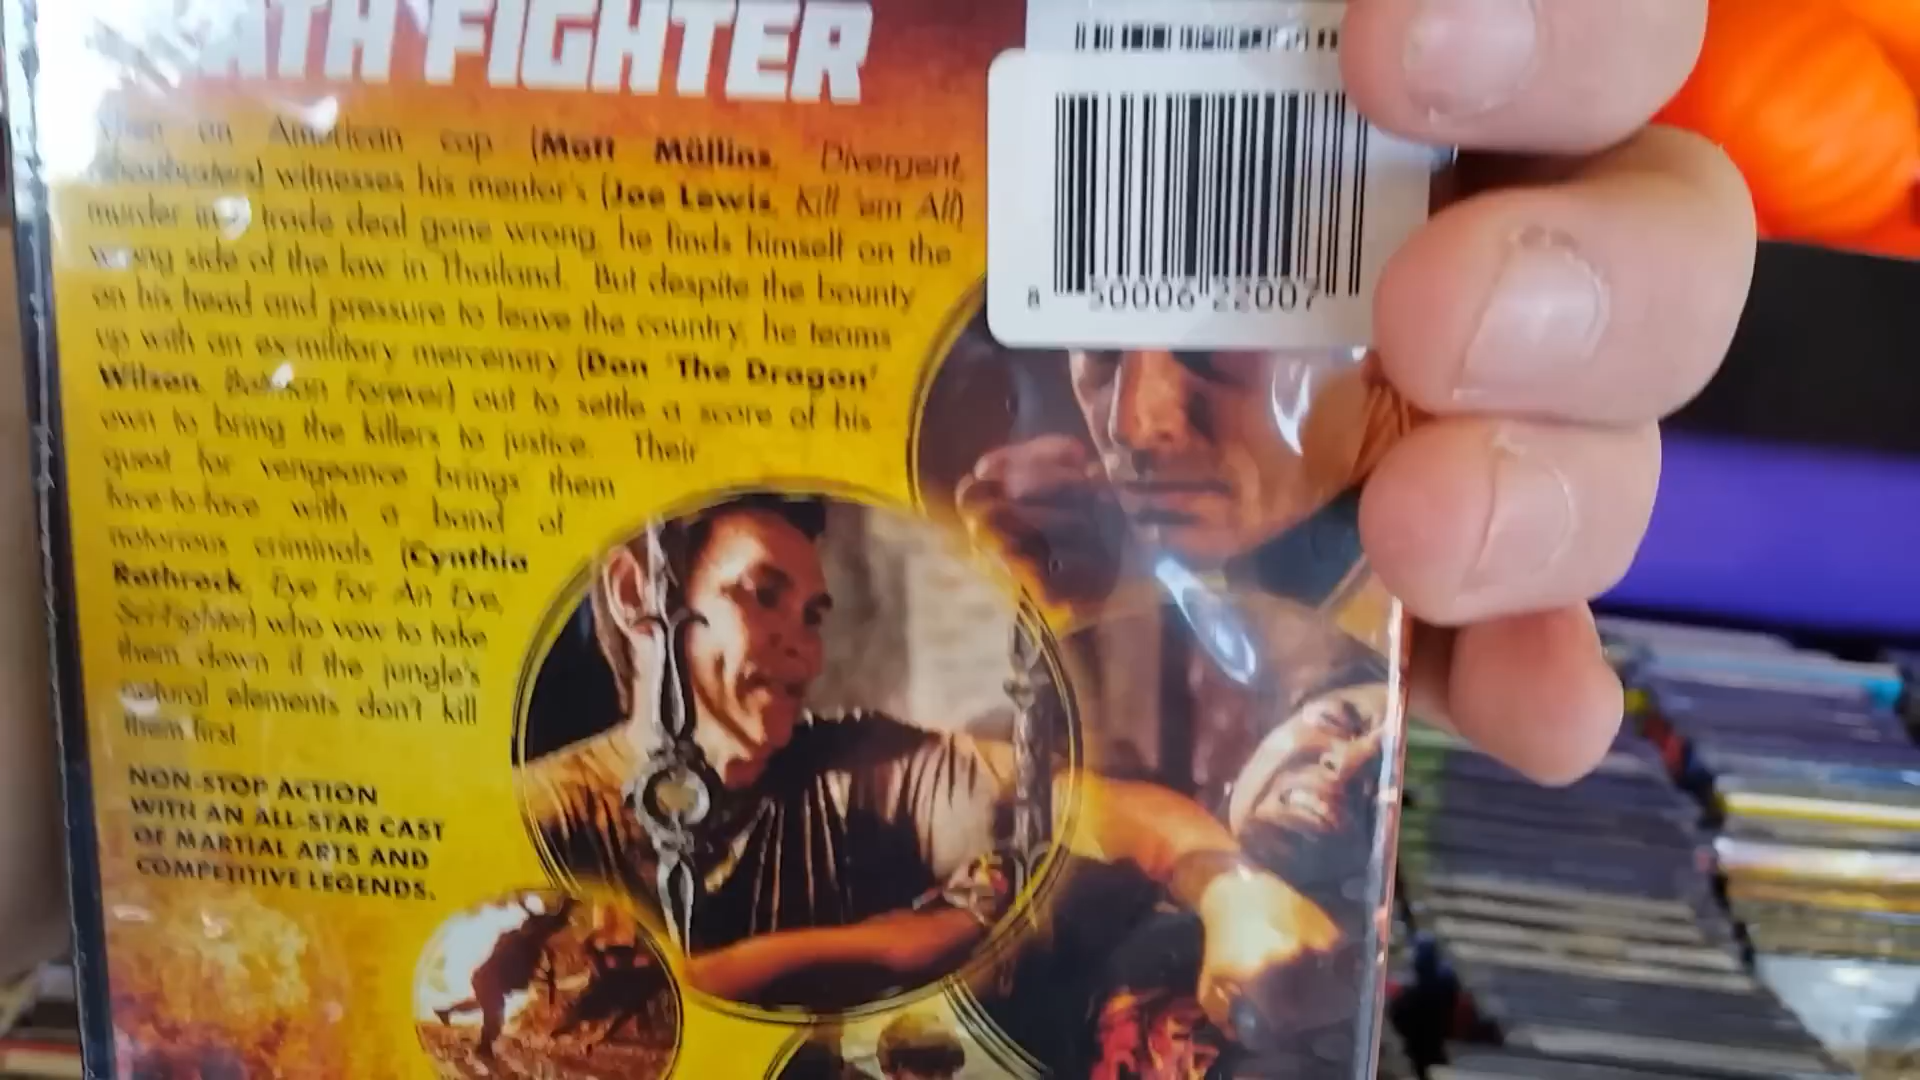 ATH FIGHTER
When an American cop (Matt Mullins, Divergent,
witnesses his mentor's (Joe Lewis, Kill 'em All)
murder in a trade deal gone wrong, he finds himself on the
wrong side of the law in Thailand. But despite the bounty
on his head and pressure to leave the country, he teams
up with an ex-military mercenary (Don 'The Dragon'
Wilson, Batman Forever) out to settle a score of his
own to bring the killers to justice. Their
quest for vengeance brings them
face-to-face with a band of
notorious criminals (Cynthia
Rothrock, Eye For An Eye,
Sci-Fighter) who vow to take
them down if the jungle's
natural elements don't kill
them first.
NON-STOP ACTION
WITH AN ALL-STAR CAST
OF MARTIAL ARTS AND
COMPETITIVE LEGENDS.
8 50006 22007